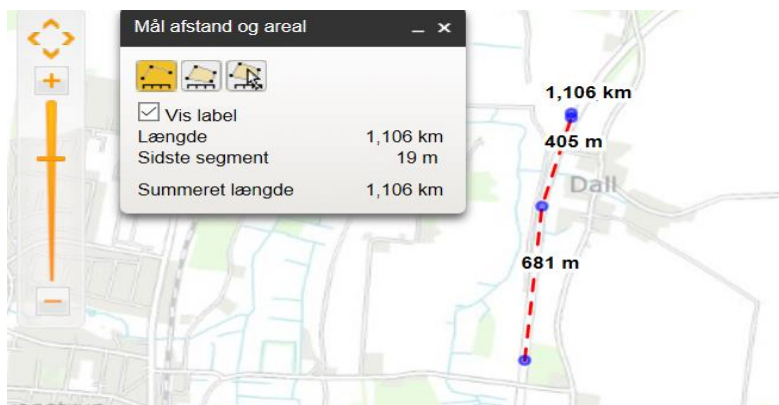 Mål afstand og areal
Vis label
Længde 1,106 km
Sidste segment 19 m
Summeret længde 1,106 km
1,106 km
405 m
Dall
681 m